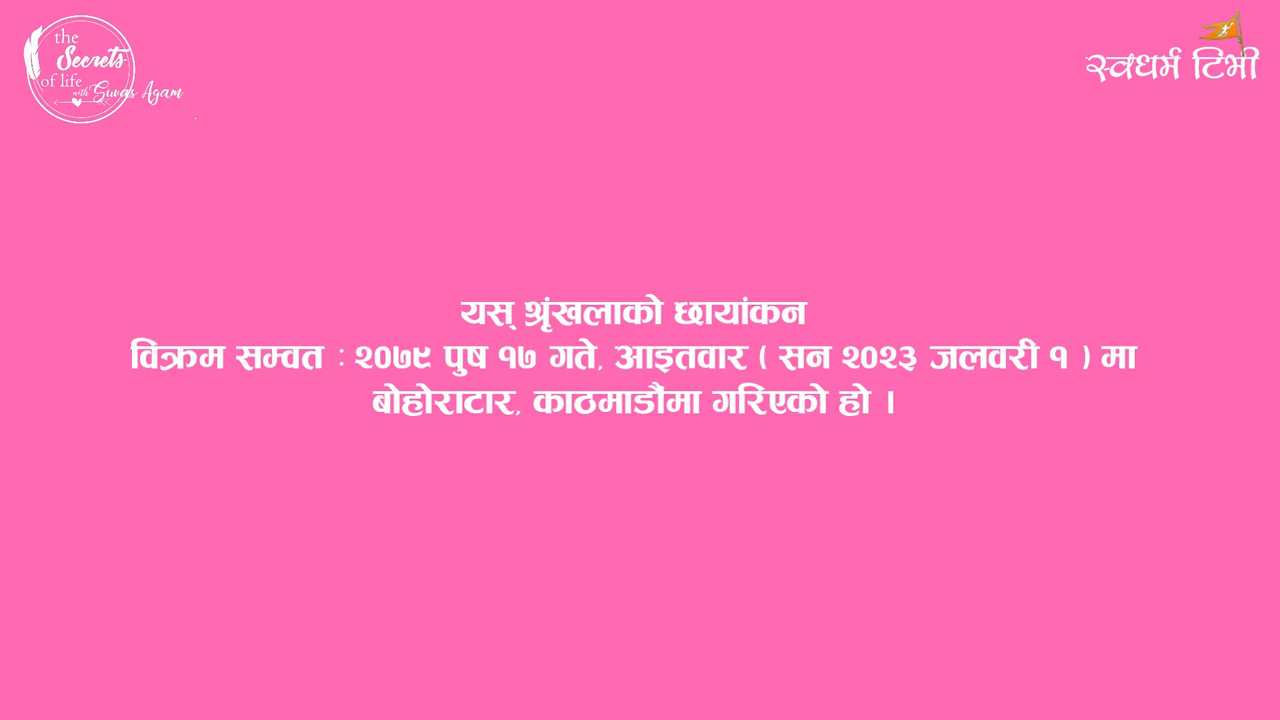 the
Secrets
of life
with Suvas Agam
स्वधर्म टिभी
यस् श्रृंखलाको छायांकन
विक्रम सम्वत : २०७९ पुष १७ गते, आइतवार ( सन २०२३ जलवरी १ ) मा
बोहोराटार, काठमाडौंमा गरिएको हो ।